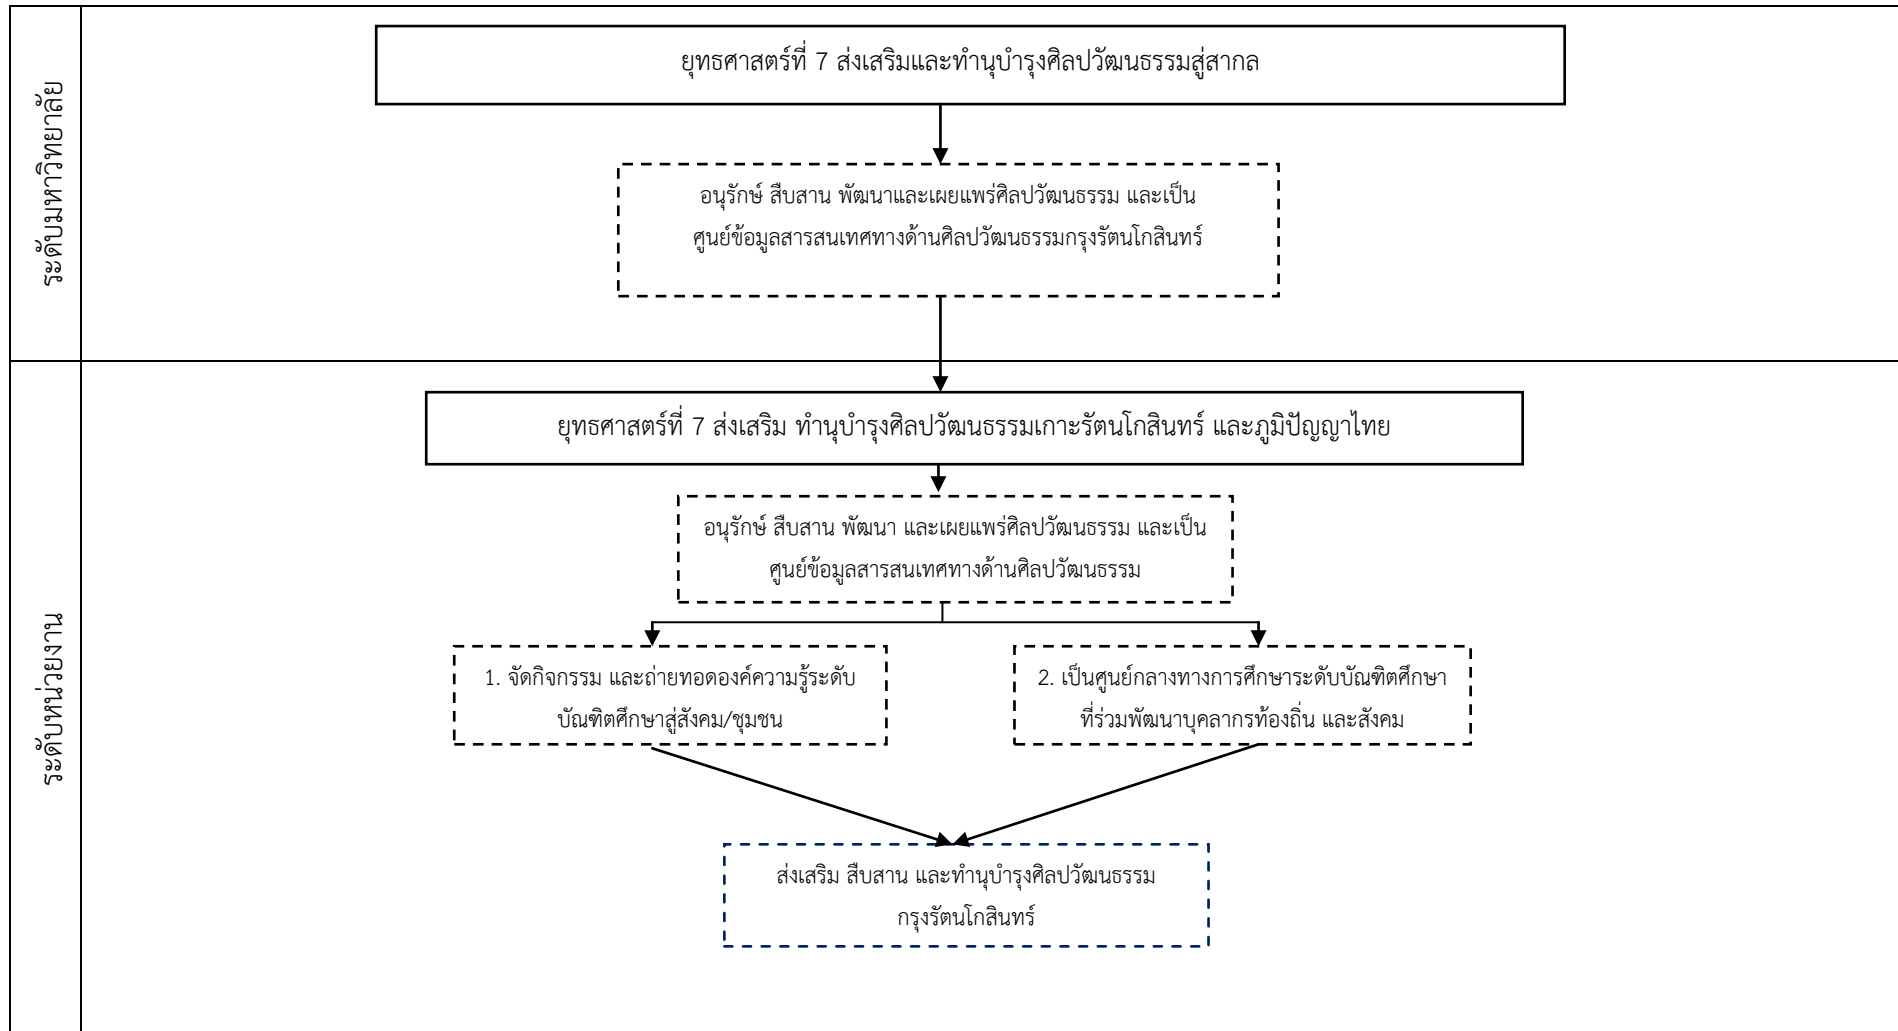 ระดับมหาวิทยาลัย
ยุทธศาสตร์ที่ 7 ส่งเสริมและทำนุบำรุงศิลปวัฒนธรรมสู่สากล
อนุรักษ์ สืบสาน พัฒนาและเผยแพร่ศิลปวัฒนธรรม และเป็น
ศูนย์ข้อมูลสารสนเทศทางด้านศิลปวัฒนธรรมกรุงรัตนโกสินทร์
ระดับหน่วยงาน
ยุทธศาสตร์ที่ 7 ส่งเสริม ทำนุบำรุงศิลปวัฒนธรรมเกาะรัตนโกสินทร์ และภูมิปัญญาไทย
อนุรักษ์ สืบสาน พัฒนา และเผยแพร่ศิลปวัฒนธรรม และเป็น
ศูนย์ข้อมูลสารสนเทศทางด้านศิลปวัฒนธรรม
1. จัดกิจกรรม และถ่ายทอดองค์ความรู้ระดับ
บัณฑิตศึกษาสู่สังคม/ชุมชน
2. เป็นศูนย์กลางทางการศึกษาระดับบัณฑิตศึกษา
ที่ร่วมพัฒนาบุคลากรท้องถิ่น และสังคม
ส่งเสริม สืบสาน และทำนุบำรุงศิลปวัฒนธรรม
กรุงรัตนโกสินทร์